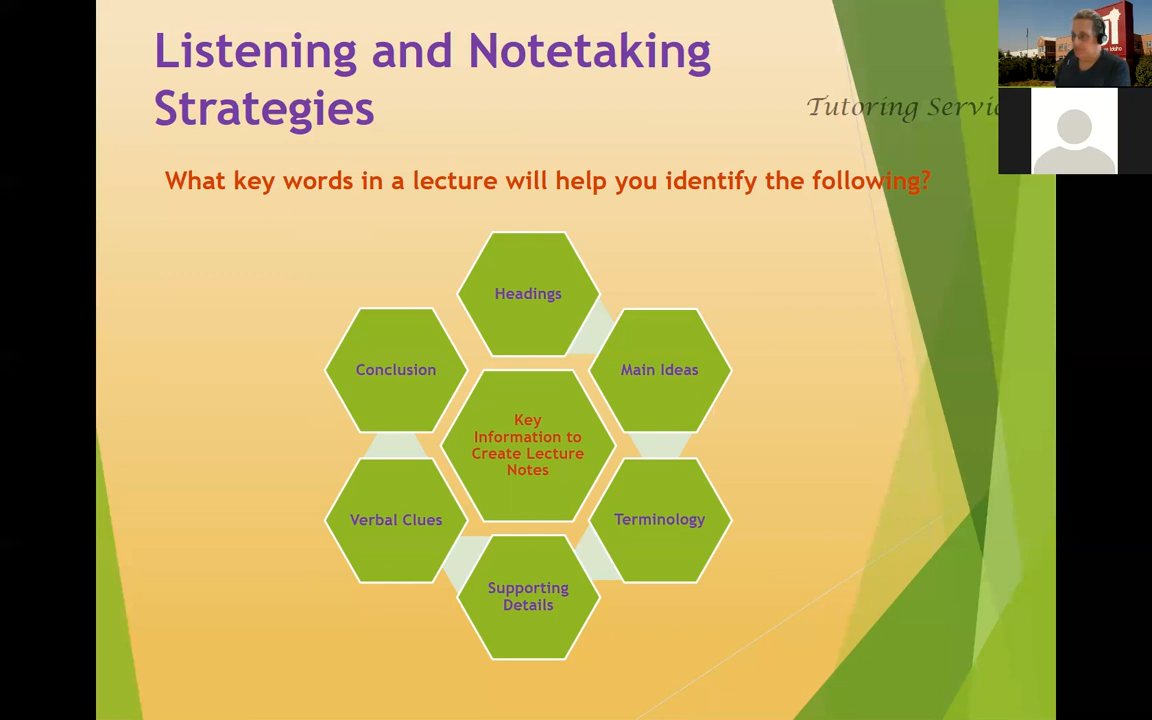 Listening and Notetaking
Strategies
Tutoring
What key words in a lecture will help you identify the following?
Headings
Main Ideas
Terminology
Supporting
Details
Verbal Clues
Conclusion
Key
Information to
Create Lecture
Notes
Idaho